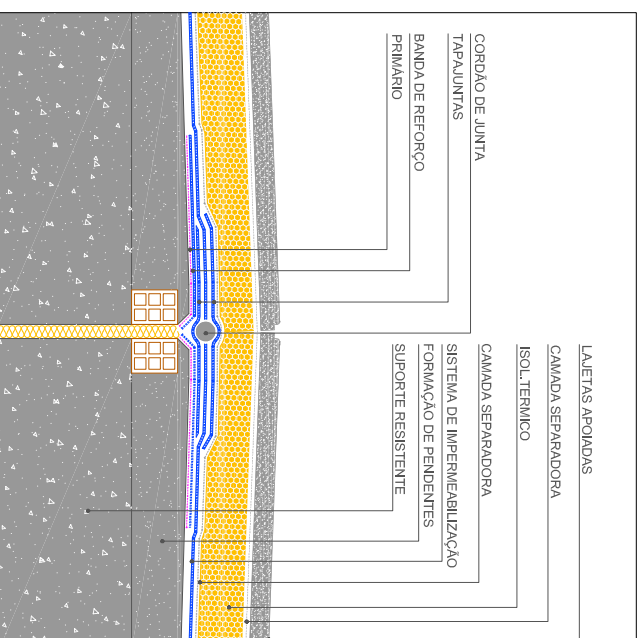 CORDÃO DE JUNTA
TAPAJUNTAS
BANDA DE REFORÇO
PRIMÁRIO
LAJETAS APOIADAS
CAMADA SEPARADORA
ISOL.TERMICO
CAMADA SEPARADORA
SISTEMA DE IMPERMEABILIZAÇÃO
FORMAÇÃO DE PENDENTES
SUPORTE RESISTENTE